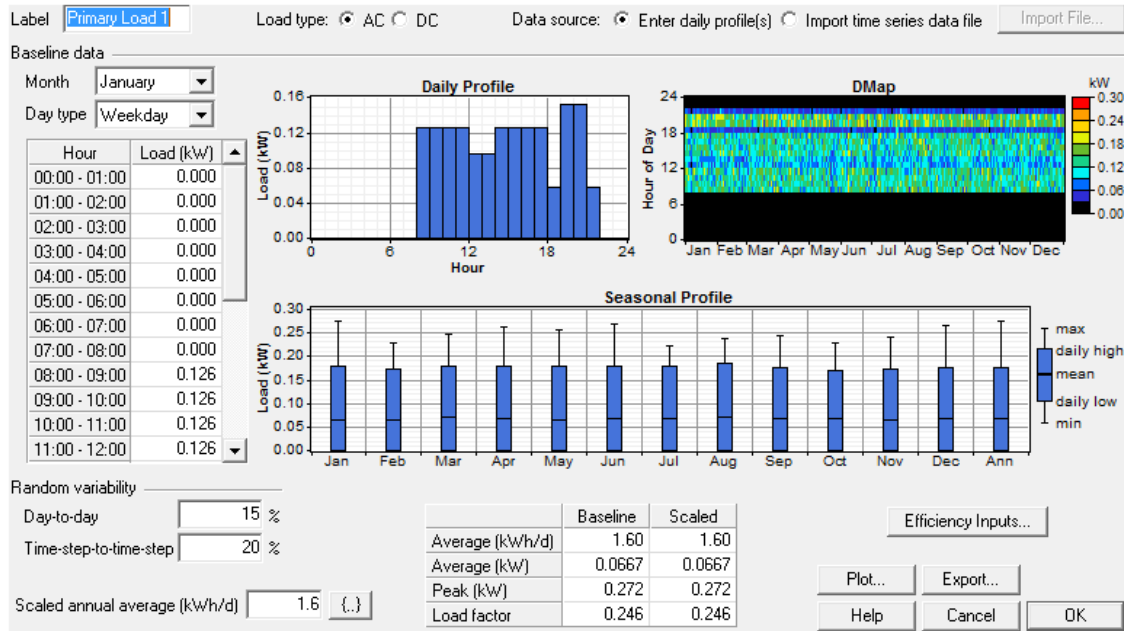 Label Primary Load 1 Load type: AC DC Data source: Enter daily profile(s) Import time series data file Import File...
Baseline data
Month January
Day type Weekday
Hour Load (kW)
00:00 - 01:00 0.000
01:00 - 02:00 0.000
02:00 - 03:00 0.000
03:00 - 04:00 0.000
04:00 - 05:00 0.000
05:00 - 06:00 0.000
06:00 - 07:00 0.000
07:00 - 08:00 0.000
08:00 - 09:00 0.126
09:00 - 10:00 0.126
10:00 - 11:00 0.126
11:00 - 12:00 0.126
Daily Profile
Load (kW)
0.16
0.12
0.08
0.04
0.00
0 6 12 18 24
Hour
DMap
Hour of Day
24
18
12
6
0
Jan Feb Mar Apr May Jun Jul Aug Sep Oct Nov Dec
kW
0.30
0.24
0.18
0.12
0.06
0.00
Seasonal Profile
Load (kW)
0.30
0.25
0.20
0.15
0.10
0.05
0.00
Jan Feb Mar Apr May Jun Jul Aug Sep Oct Nov Dec Ann
max
daily high
mean
daily low
min
Random variability
Day-to-day 15 %
Time-step-to-time-step 20 %
Scaled annual average (kWh/d) 1.6 {..}
Baseline Scaled
Average (kWh/d) 1.60 1.60
Average (kW) 0.0667 0.0667
Peak (kW) 0.272 0.272
Load factor 0.246 0.246
Efficiency Inputs...
Plot... Export...
Help Cancel OK